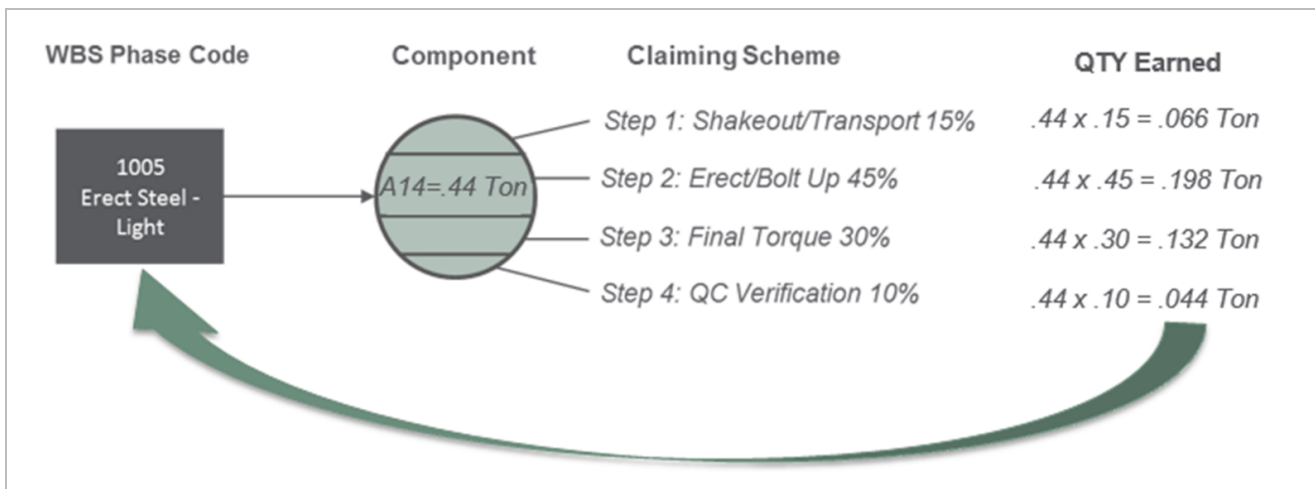 WBS Phase Code
Component
Claiming Scheme
QTY Earned
1005
Erect Steel -
Light
A14=.44 Ton
Step 1: Shakeout/Transport 15%
.44 x .15 = .066 Ton
Step 2: Erect/Bolt Up 45%
.44 x .45 = .198 Ton
Step 3: Final Torque 30%
.44 x .30 = .132 Ton
Step 4: QC Verification 10%
.44 x .10 = .044 Ton